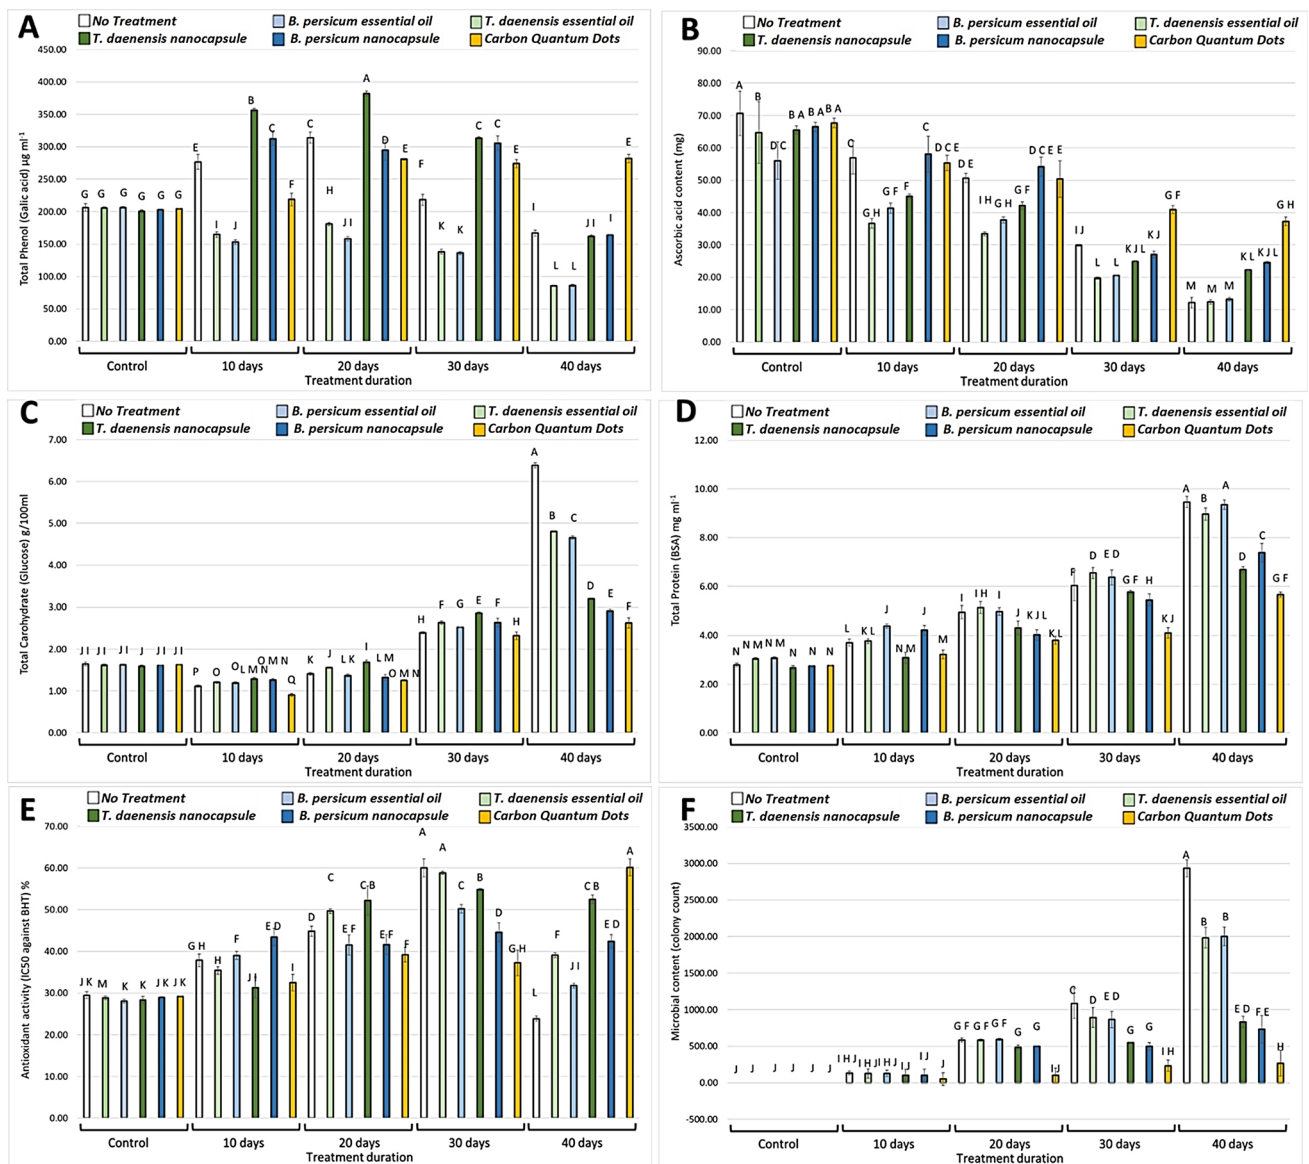 A
No Treatment
B. persicum essential oil
T. daenensis essential oil
T. daenensis nanocapsule
B. persicum nanocapsule
Carbon Quantum Dots
Total Phenol (Galic acid) µg ml-1
450.00
400.00
350.00
300.00
250.00
200.00
150.00
100.00
50.00
0.00
G G G G G G
E I J B C F
C H J I A D E
F K K C C E
I L L J I I E
Control 10 days 20 days 30 days 40 days
Treatment duration
B
No Treatment
B. persicum essential oil
T. daenensis essential oil
T. daenensis nanocapsule
B. persicum nanocapsule
Carbon Quantum Dots
Ascorbic acid content (mg)
90.00
80.00
70.00
60.00
50.00
40.00
30.00
20.00
10.00
0.00
A B D C B A B A B A
C G H G F F C D C E
D E I H G H G F D C E E
I J L L K J L K J G F
M M M K L K J L G H
Control 10 days 20 days 30 days 40 days
Treatment duration
C
No Treatment
B. persicum essential oil
T. daenensis essential oil
T. daenensis nanocapsule
B. persicum nanocapsule
Carbon Quantum Dots
Total Carohydrate (Glucose) g/100ml
7.00
6.00
5.00
4.00
3.00
2.00
1.00
0.00
J I J I J I J J I J I
P O O L M N O M N Q
K J L K I L M O M N
H F G E F H
A B C D E F
Control 10 days 20 days 30 days 40 days
Treatment duration
D
No Treatment
B. persicum essential oil
T. daenensis essential oil
T. daenensis nanocapsule
B. persicum nanocapsule
Carbon Quantum Dots
Total Protein (BSA) mg ml-1
12.00
10.00
8.00
6.00
4.00
2.00
0.00
N N M N M N N N
L K L J N M J M
I I H I J K J L K L
F D E D G F H K J
A B A D C G F
Control 10 days 20 days 30 days 40 days
Treatment duration
E
No Treatment
B. persicum essential oil
T. daenensis essential oil
T. daenensis nanocapsule
B. persicum nanocapsule
Carbon Quantum Dots
Antioxidant activity (IC50 against BHT) %
70.00
60.00
50.00
40.00
30.00
20.00
10.00
0.00
J K M K K J K J K
G H H F J I E D I
D C E F C B E F F
A A C B D G H
L F J I C B E D A
Control 10 days 20 days 30 days 40 days
Treatment duration
F
No Treatment
B. persicum essential oil
T. daenensis essential oil
T. daenensis nanocapsule
B. persicum nanocapsule
Carbon Quantum Dots
Microbial content (colony count)
3500.00
3000.00
2500.00
2000.00
1500.00
1000.00
500.00
0.00
-500.00
J J J J J J
I H J I H J I H J I J I J J
G F G F G F G G I J
C D E D G G I H
A B B E D F E H
Control 10 days 20 days 30 days 40 days
Treatment duration